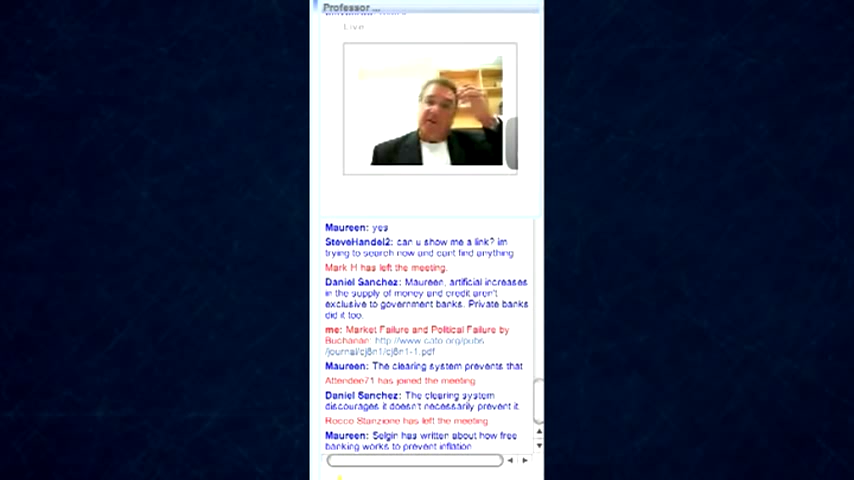 Professor ...
Live
Maureen: yes
SteveHandel2: can u show me a link? im
trying to search now and cant find anything
Mark H has left the meeting.
Daniel Sanchez: Maureen, artificial increases
in the supply of money and credit aren't
exclusive to government banks. Private banks
did it too.
me: Market Failure and Political Failure by
Buchanan: http://www.cato.org/pubs
/journal/cj8n1/cj8n1-1.pdf
Maureen: The clearing system prevents that
Attendee71 has joined the meeting
Daniel Sanchez: The clearing system
discourages it doesn't necessarily prevent it.
Rocco Stanzione has left the meeting
Maureen: Selgin has written about how free
banking works to prevent inflation